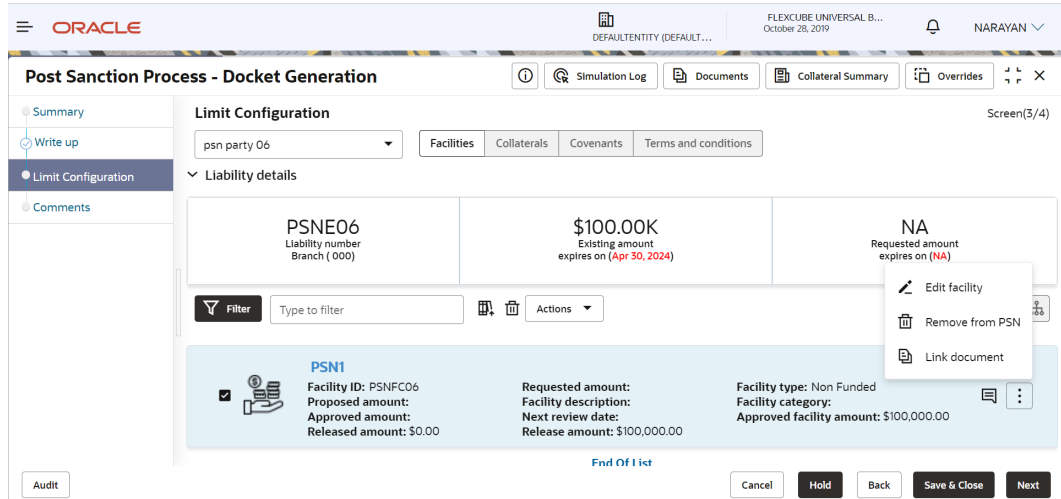 ORACLE
DEFAULTENTITY (DEFAULT...
FLEXCUBE UNIVERSAL B...
October 28, 2019
NARAYAN
Post Sanction Process - Docket Generation
Simulation Log
Documents
Collateral Summary
Overrides
Summary
Write up
Limit Configuration
Comments
Limit Configuration
Screen(3/4)
psn party 06
Facilities
Collaterals
Covenants
Terms and conditions
Liability details
PSNE06
Liability number
Branch ( 000)
$100.00K
Existing amount
expires on (Apr 30, 2024)
NA
Requested amount
expires on (NA)
Edit facility
Remove from PSN
Link document
Filter
Type to filter
Actions
PSN1
Facility ID: PSNFC06
Proposed amount:
Approved amount:
Released amount: $0.00
Requested amount:
Facility description:
Next review date:
Release amount: $100,000.00
Facility type: Non Funded
Facility category:
Approved facility amount: $100,000.00
End Of List
Audit
Cancel
Hold
Back
Save & Close
Next